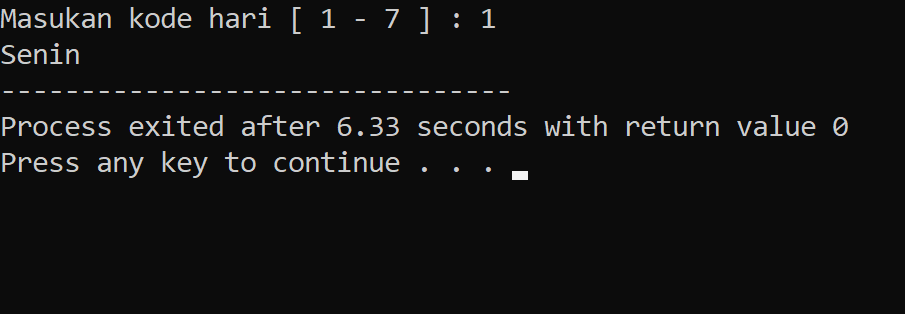 Masukan kode hari [ 1 - 7 ] : 1
Senin
--------------------------------
Process exited after 6.33 seconds with return value 0
Press any key to continue . . .